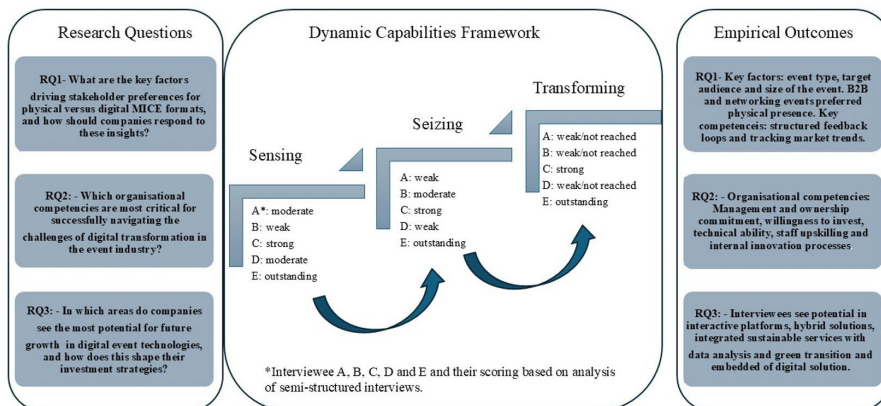 Research Questions
RQ1- What are the key factors
driving stakeholder preferences for
physical versus digital MICE formats,
and how should companies respond to
these insights?
RQ2: - Which organisational
competencies are most critical for
successfully navigating the
challenges of digital transformation in
the event industry?
RQ3: - In which areas do companies
see the most potential for future
growth in digital event technologies,
and how does this shape their
investment strategies?
Dynamic Capabilities Framework
Sensing
A*: moderate
B: weak
C: strong
D: moderate
E: outstanding
Seizing
A: weak
B: moderate
C: strong
D: weak
E: outstanding
Transforming
A: weak/not reached
B: weak/not reached
C: strong
D: weak/not reached
E: outstanding
*Interviewee A, B, C, D and E and their scoring based on analysis
of semi-structured interviews.
Empirical Outcomes
RQ1- Key factors: event type, target
audience and size of the event. B2B
and networking events preferred
physical presence. Key
competenceis: structured feedback
loops and tracking market trends.
RQ2: - Organisational competencies:
Management and ownership
commitment, willingness to invest,
technical ability, staff upskilling and
internal innovation processes.
RQ3: - Interviewees see potential in
interactive platforms, hybrid solutions,
integrated sustainable services with
data analysis and green transition and
embedded of digital solution.